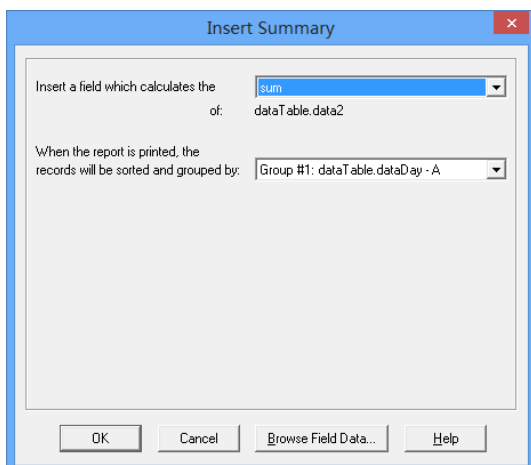 Insert Summary
Insert a field which calculates the sum
of: dataTable.data2
When the report is printed, the
records will be sorted and grouped by: Group #1: dataTable.dataDay - A
OK Cancel Browse Field Data... Help